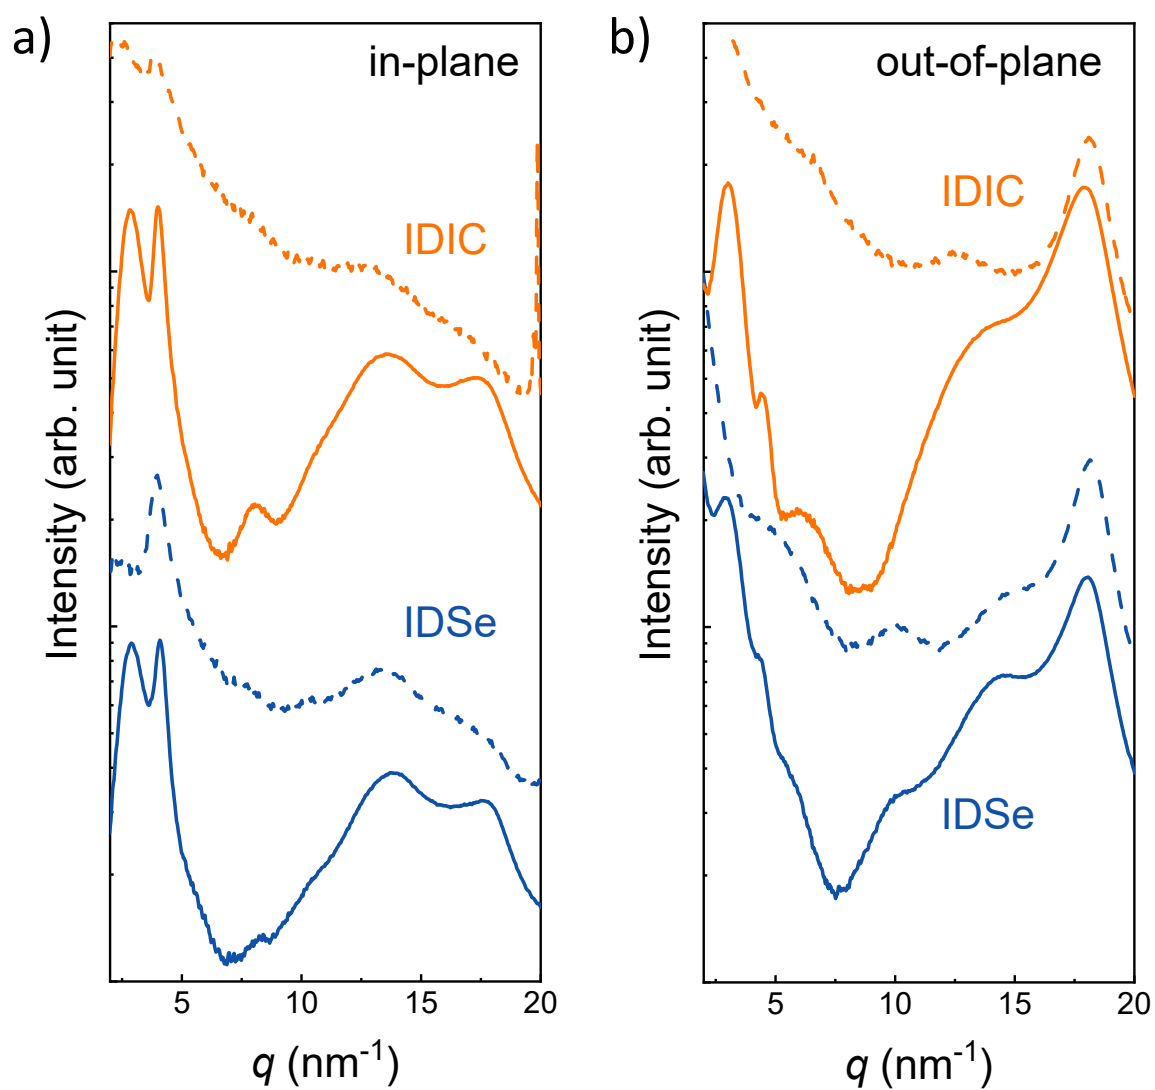 a)
in-plane
IDIC
IDSe
Intensity (arb. unit)
5
10
15
20
q (nm⁻¹)
b)
out-of-plane
IDIC
IDSe
Intensity (arb. unit)
5
10
15
20
q (nm⁻¹)